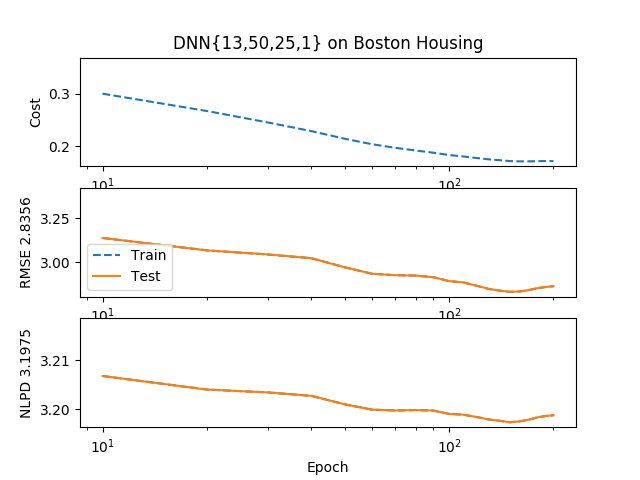 DNN{13,50,25,1} on Boston Housing
Cost
0.3
0.2
10¹
10²
RMSE 2.8356
3.25
3.00
Train
Test
10¹
10²
NLPD 3.1975
3.21
3.20
10¹
10²
Epoch